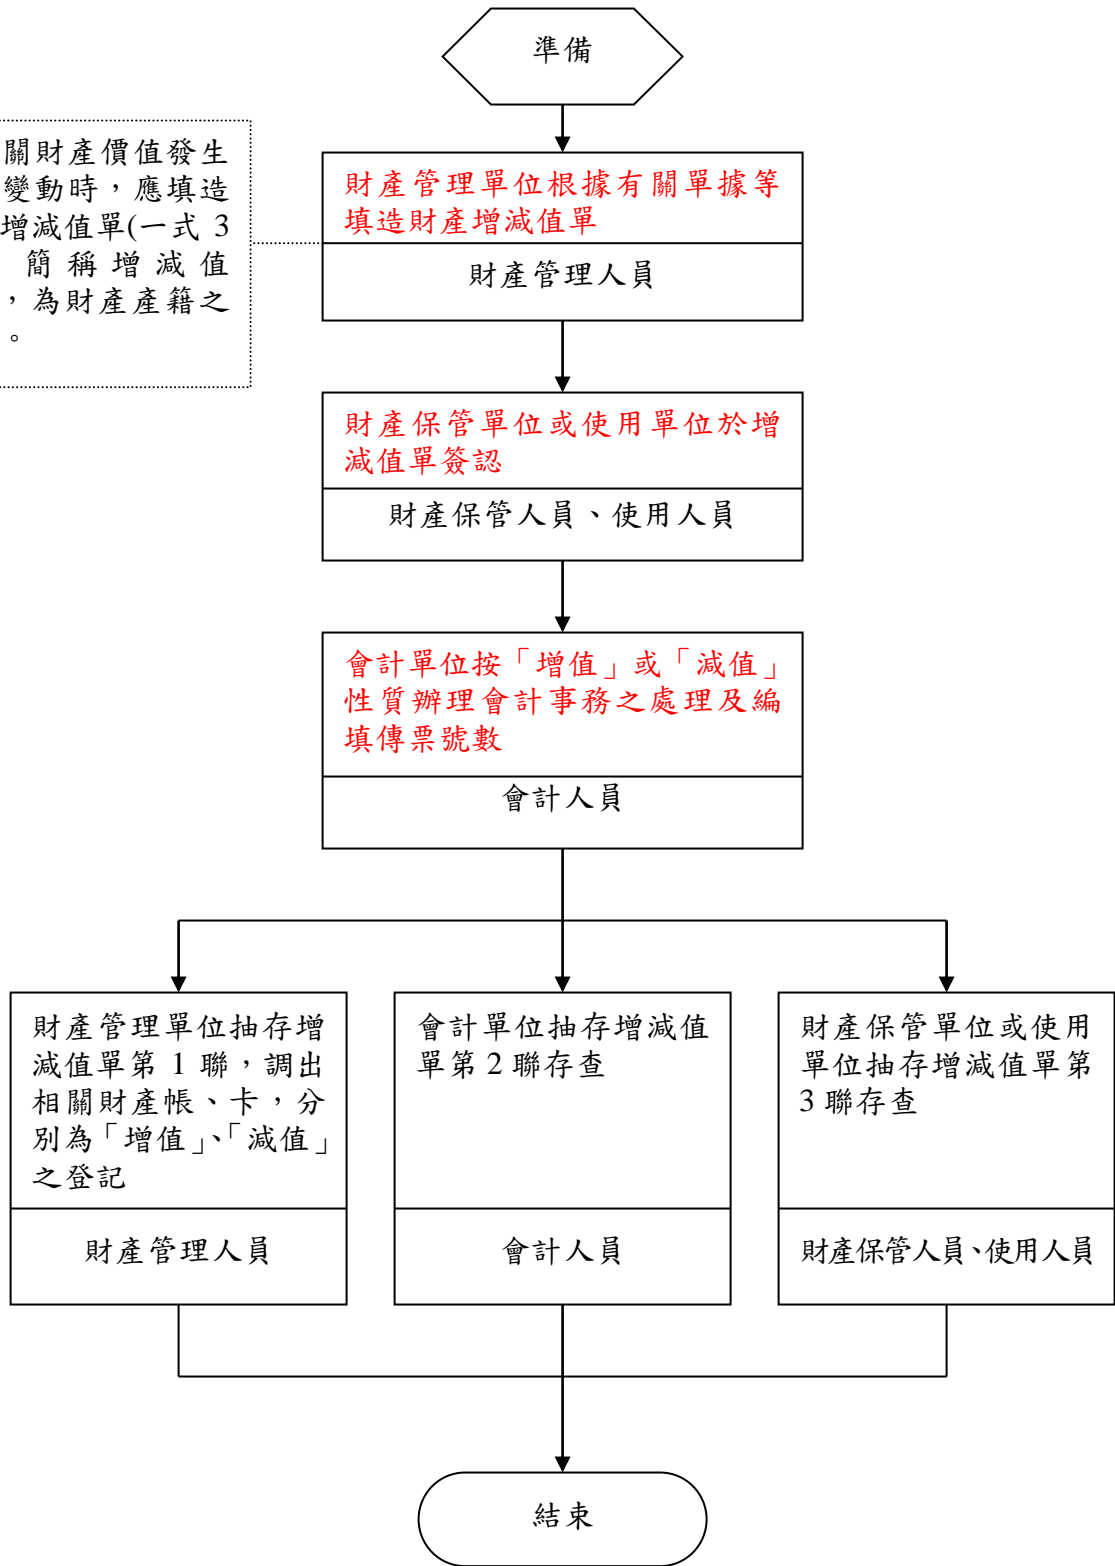 準備
關財產價值發生
變動時，應填造
增減值單(一式 3
簡稱增減值
，為財產產籍之
。
財產管理單位根據有關單據等
填造財產增減值單
財產管理人員
財產保管單位或使用單位於增
減值單簽認
財產保管人員、使用人員
會計單位按「增值」或「減值」
性質辦理會計事務之處理及編
填傳票號數
會計人員
財產管理單位抽存增
減值單第 1 聯，調出
相關財產帳、卡，分
別為「增值」、「減值」
之登記
財產管理人員
會計單位抽存增減值
單第 2 聯存查
會計人員
財產保管單位或使用
單位抽存增減值單第
3 聯存查
財產保管人員、使用人員
結束